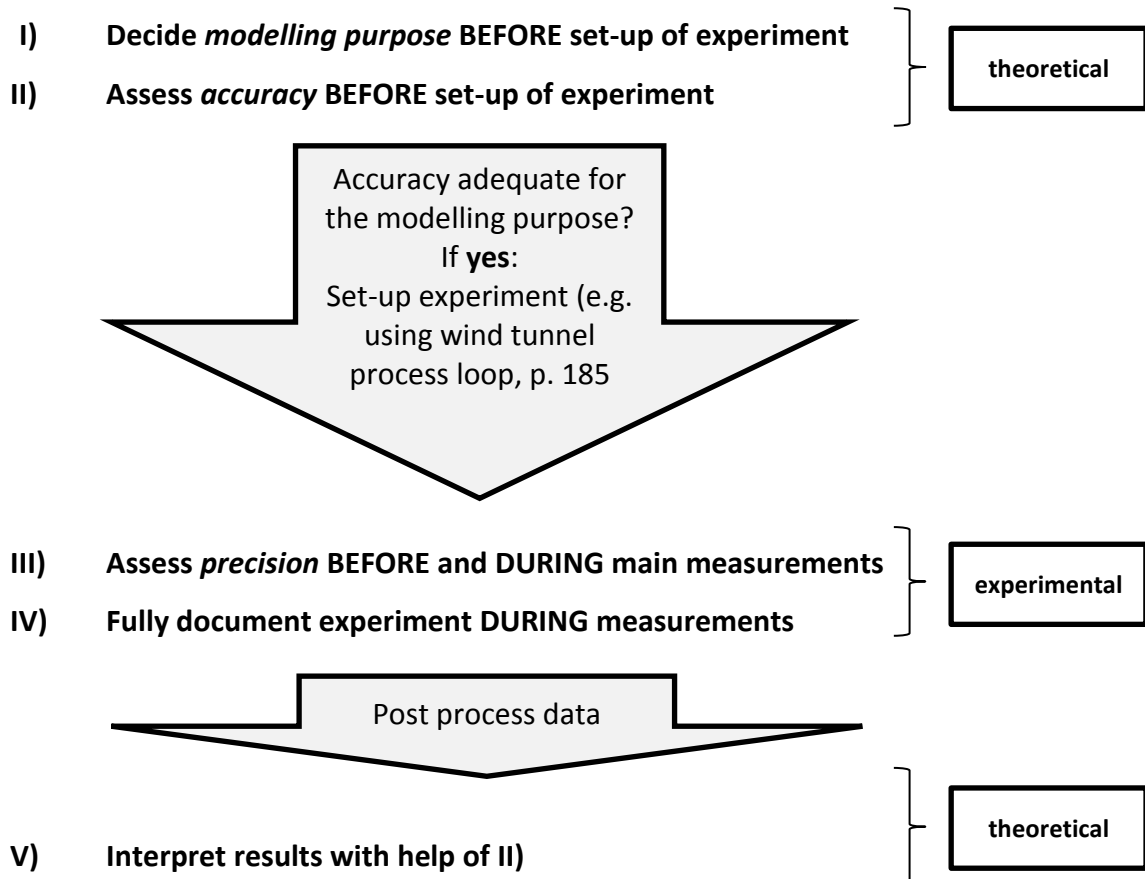 I) Decide modelling purpose BEFORE set-up of experiment
II) Assess accuracy BEFORE set-up of experiment
theoretical
Accuracy adequate for
the modelling purpose?
If yes:
Set-up experiment (e.g.
using wind tunnel
process loop, p. 185
III) Assess precision BEFORE and DURING main measurements
IV) Fully document experiment DURING measurements
experimental
Post process data
V) Interpret results with help of II)
theoretical